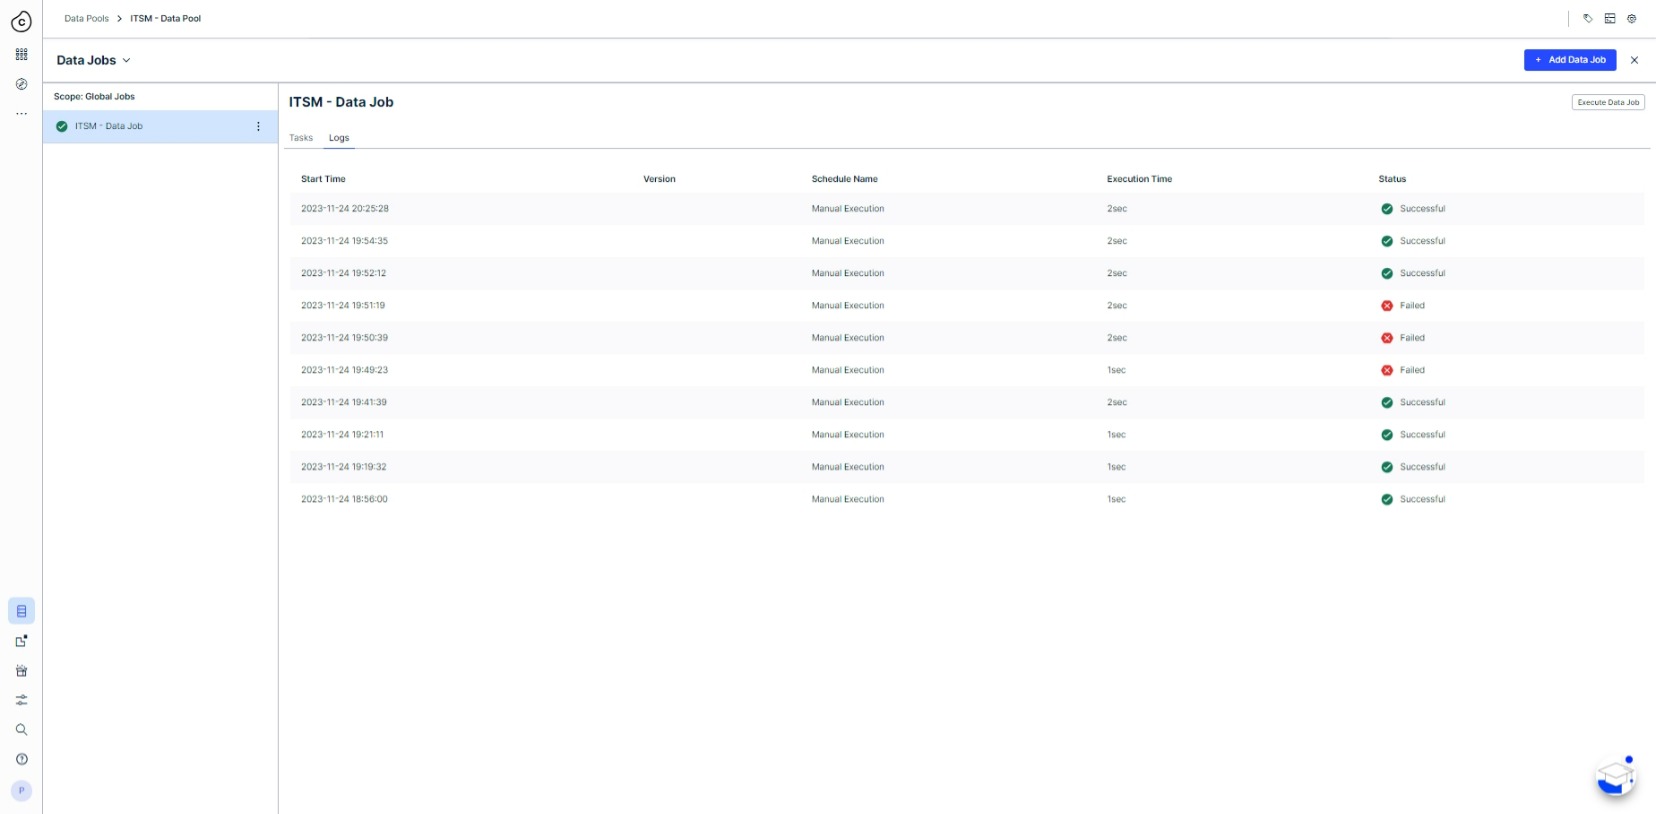 Data Pools > ITSM - Data Pool
Data Jobs
+ Add Data Job
Scope: Global Jobs
ITSM - Data Job
ITSM - Data Job
Execute Data Job
Tasks Logs
Start Time Version Schedule Name Execution Time Status
2023-11-24 20:25:28 Manual Execution 2sec Successful
2023-11-24 19:54:35 Manual Execution 2sec Successful
2023-11-24 19:52:12 Manual Execution 2sec Successful
2023-11-24 19:51:19 Manual Execution 2sec Failed
2023-11-24 19:50:39 Manual Execution 2sec Failed
2023-11-24 19:49:23 Manual Execution 1sec Failed
2023-11-24 19:41:39 Manual Execution 2sec Successful
2023-11-24 19:21:11 Manual Execution 1sec Successful
2023-11-24 19:19:32 Manual Execution 1sec Successful
2023-11-24 18:56:00 Manual Execution 1sec Successful
P